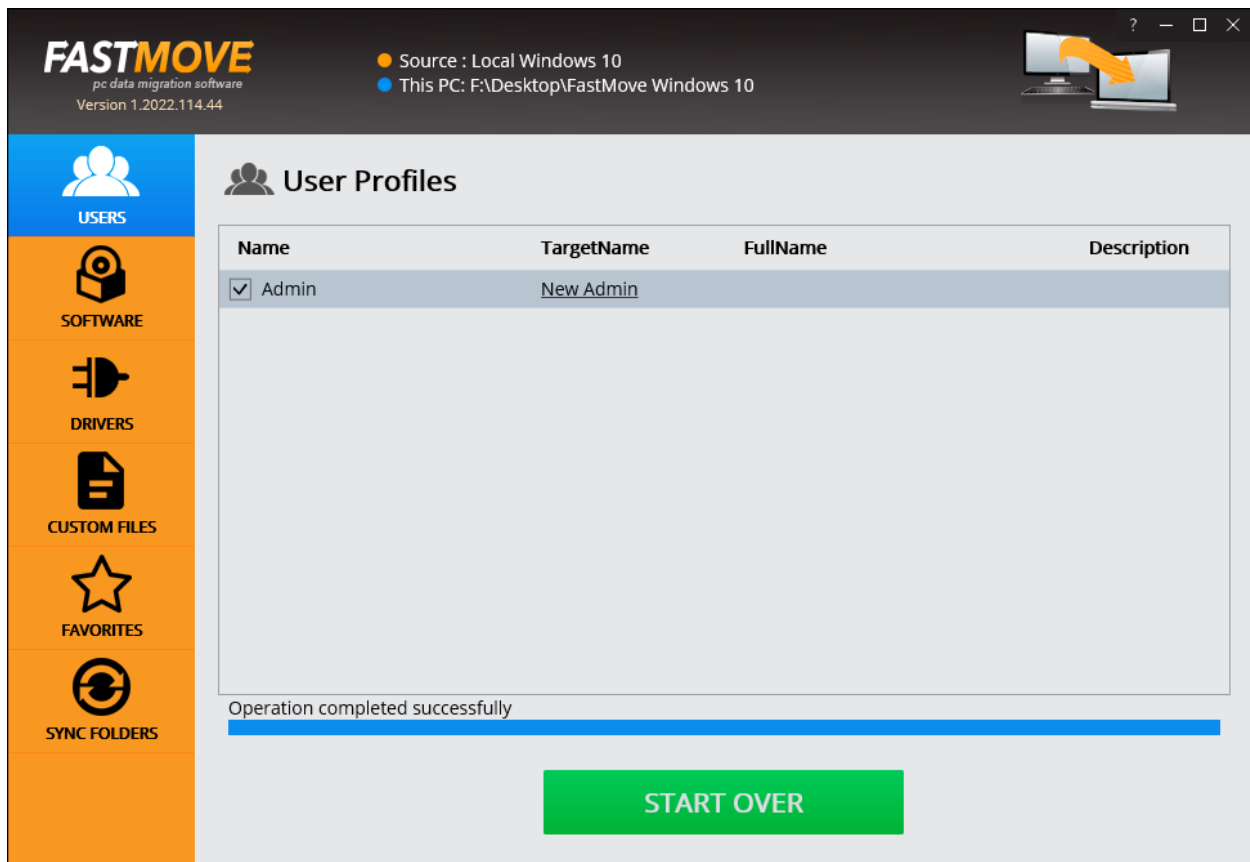 FASTMOVE
pc data migration software
Version 1.2022.114.44
Source : Local Windows 10
This PC: F:\Desktop\FastMove Windows 10
?
USERS
SOFTWARE
DRIVERS
CUSTOM FILES
FAVORITES
SYNC FOLDERS
User Profiles
Name TargetName FullName Description
Admin New Admin
Operation completed successfully
START OVER